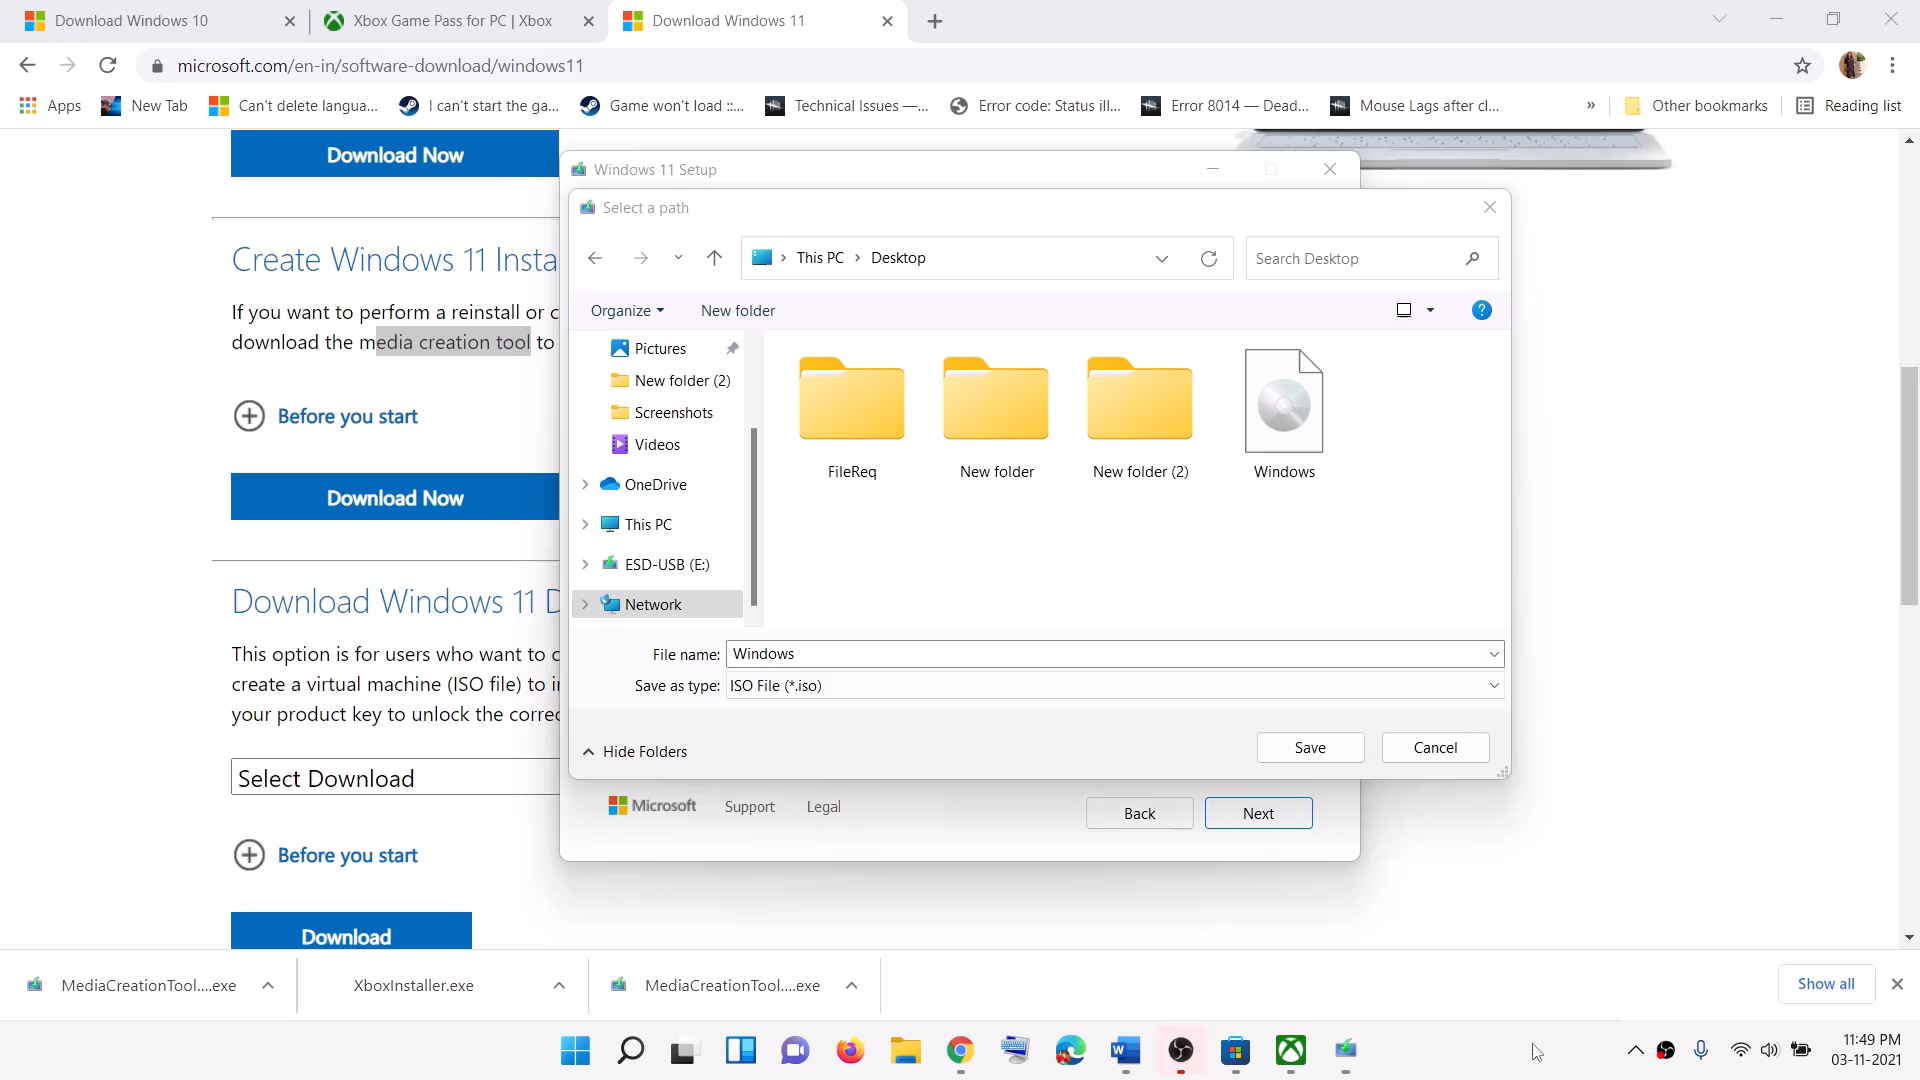 Download Windows 10
Xbox Game Pass for PC | Xbox
Download Windows 11
microsoft.com/en-in/software-download/windows11
Apps
New Tab
Can't delete langua...
I can't start the ga...
Game won't load ::...
Technical Issues —...
Error code: Status ill...
Error 8014 — Dead...
Mouse Lags after cl...
»
Other bookmarks
Reading list
Download Now
Create Windows 11 Insta
If you want to perform a reinstall or c
download the media creation tool to
Before you start
Download Now
Download Windows 11 D
This option is for users who want to c
create a virtual machine (ISO file) to i
your product key to unlock the correc
Select Download
Before you start
Download
Windows 11 Setup
Select a path
This PC > Desktop
Search Desktop
Organize
New folder
?
Pictures
New folder (2)
Screenshots
Videos
OneDrive
This PC
ESD-USB (E:)
Network
FileReq
New folder
New folder (2)
Windows
File name: Windows
Save as type: ISO File (*.iso)
Hide Folders
Save
Cancel
Microsoft
Support
Legal
Back
Next
MediaCreationTool....exe
XboxInstaller.exe
MediaCreationTool....exe
Show all
11:49 PM
03-11-2021